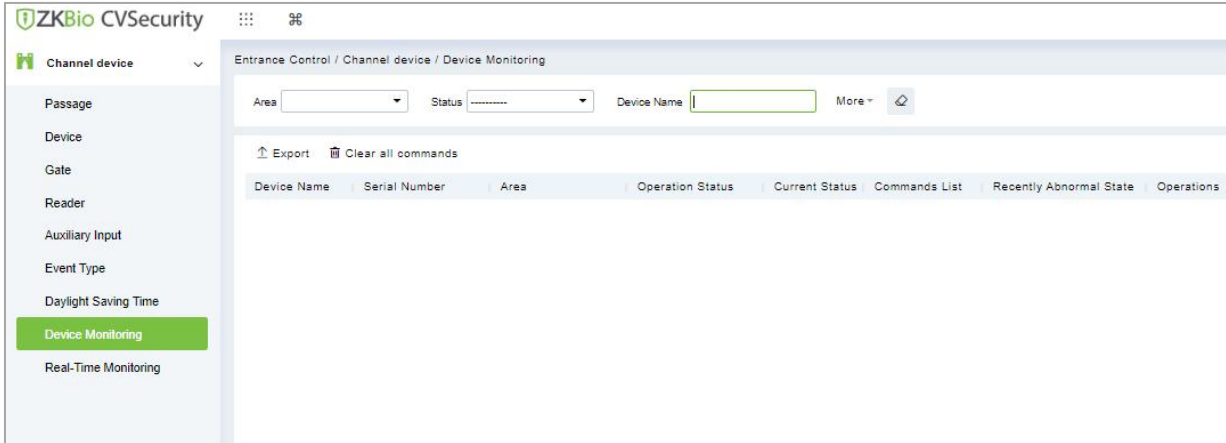 ZKBio CVSecurity
Channel device
Entrance Control / Channel device / Device Monitoring
Passage
Device
Gate
Reader
Auxiliary Input
Event Type
Daylight Saving Time
Device Monitoring
Real-Time Monitoring
Area Status ---------- Device Name More
Export Clear all commands
Device Name Serial Number Area Operation Status Current Status Commands List Recently Abnormal State Operations